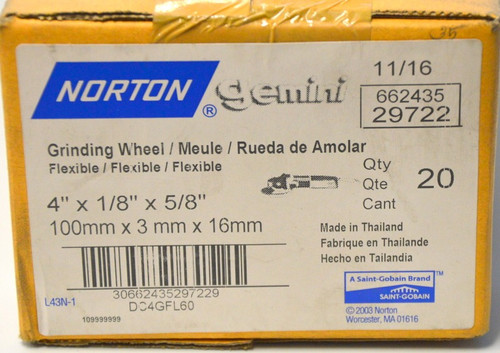 NORTON
®
gemini
11/16
662435
29722
Grinding Wheel / Meule / Rueda de Amolar
Flexible / Flexible / Flexible
4" x 1/8" x 5/8"
100mm x 3 mm x 16mm
Qty
Qte
Cant
20
Made in Thailand
Fabrique en Thailande
Hecho en Tailandia
30662435297229
DC4GFL60
L43N-1
109999999
A Saint-Gobain Brand™
SAINT-GOBAIN
© 2003 Norton
Worcester, MA 01616